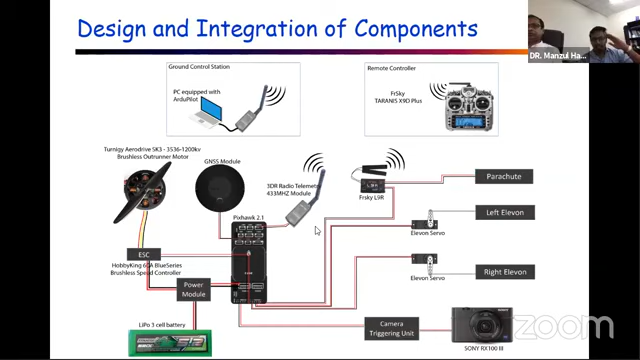 Design and Integration of Components
DR. Manzul Ha...
Ground Control Station
PC equipped with
ArduPilot
Remote Controller
FrSky
TARANIS X9D Plus
Turnigy Aerodrive SK3 - 3536-1200kv
Brushless Outrunner Motor
GNSS Module
3DR Radio Telemetry
433MHZ Module
Frsky L9R
Parachute
Pixhawk 2.1
Left Elevon
Elevon Servo
ESC
HobbyKing 60A BlueSeries
Brushless Speed Controller
Elevon Servo
Right Elevon
Power
Module
LiPo 3 cell battery
Camera
Triggering Unit
SONY RX100 III
zoom